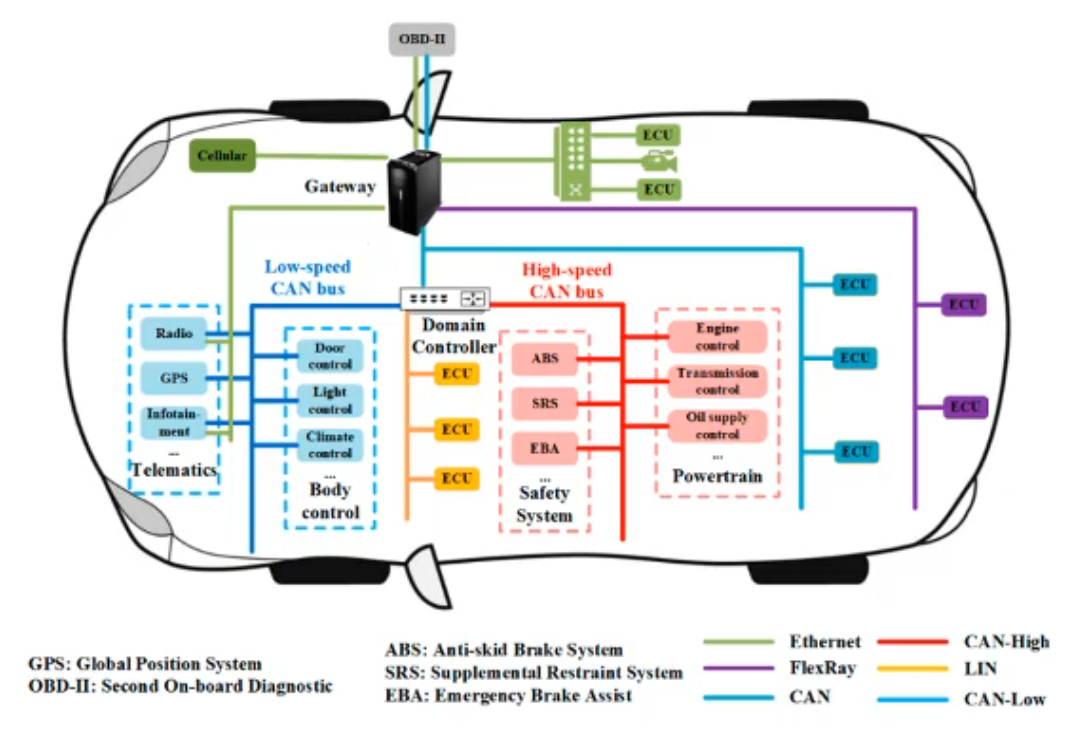 OBD-II
Cellular
ECU
Gateway
ECU
Low-speed
CAN bus
High-speed
CAN bus
ECU
Domain
Controller
ECU
Radio
GPS
Infotain-
ment
...
Telematics
Door
control
Light
control
Climate
control
...
Body
control
ECU
ECU
ECU
ABS
SRS
EBA
...
Safety
System
Engine
control
Transmission
control
Oil supply
control
...
Powertrain
ECU
ECU
ECU
GPS: Global Position System
OBD-II: Second On-board Diagnostic
ABS: Anti-skid Brake System
SRS: Supplemental Restraint System
EBA: Emergency Brake Assist
Ethernet
FlexRay
CAN
CAN-High
LIN
CAN-Low